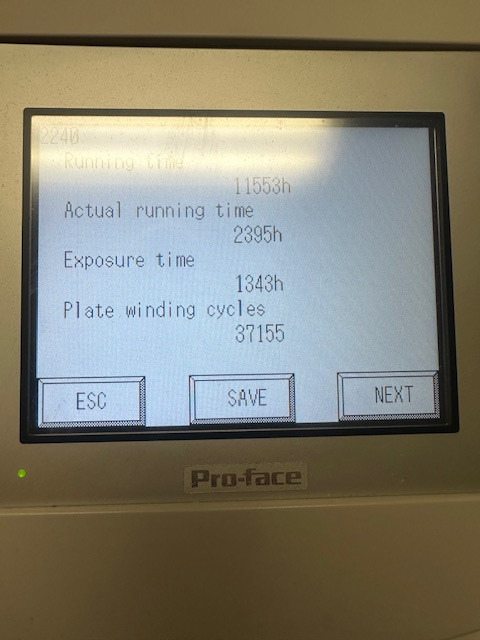 2240
Running time
11553h
Actual running time
2395h
Exposure time
1343h
Plate winding cycles
37155
ESC SAVE NEXT
Pro-face